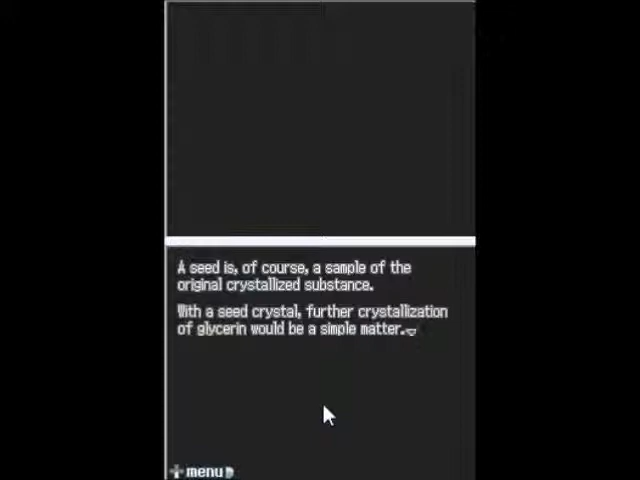 A seed is, of course, a sample of the
original crystallized substance.
With a seed crystal, further crystallization
of glycerin would be a simple matter.
menu